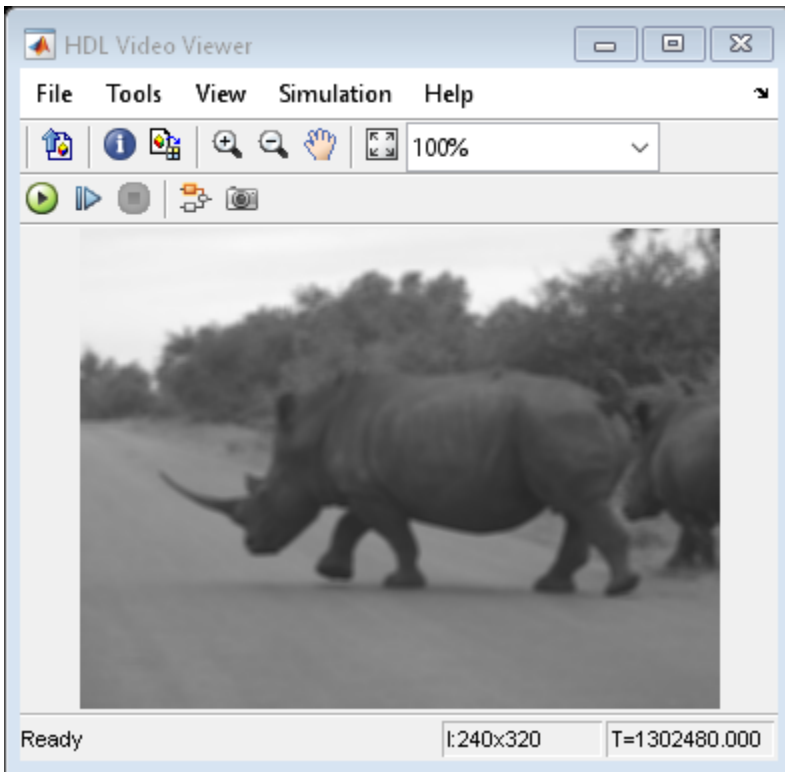 HDL Video Viewer
File Tools View Simulation Help
100%
Ready I:240x320 T=1302480.000